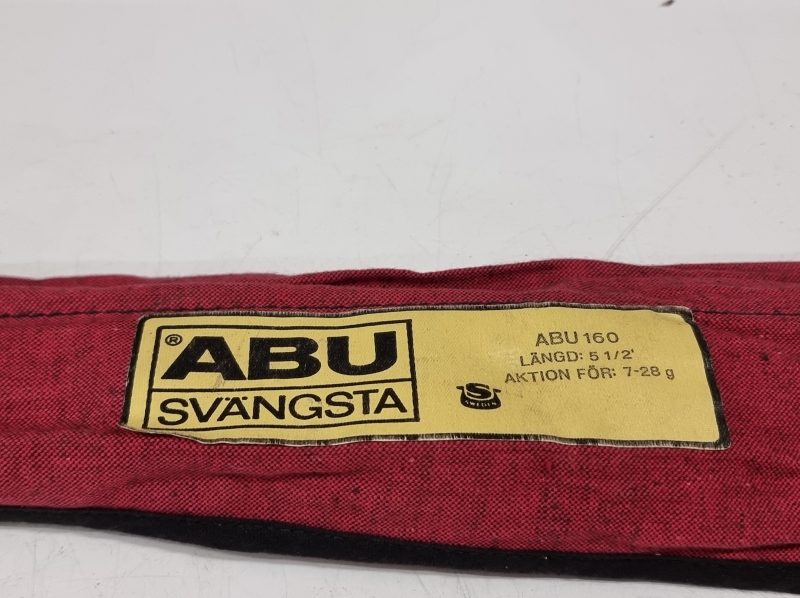 ® ABU
SVÄNGSTA
ABU 160
LÄNGD: 5 1/2'
AKTION FÖR: 7-28 g
S
SWEDEN